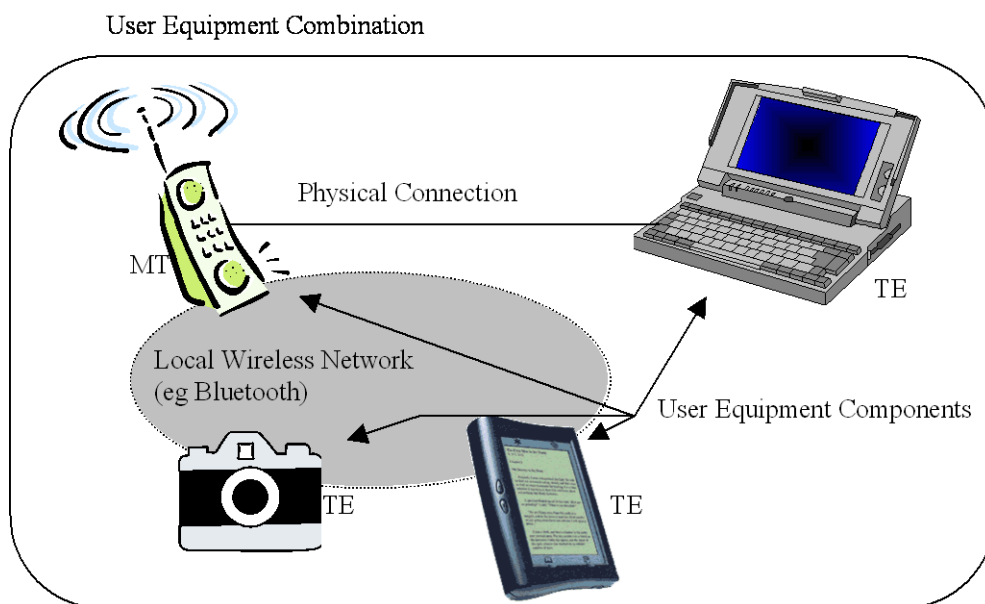 User Equipment Combination
Physical Connection
MT
TE
Local Wireless Network
(eg Bluetooth)
User Equipment Components
TE
TE